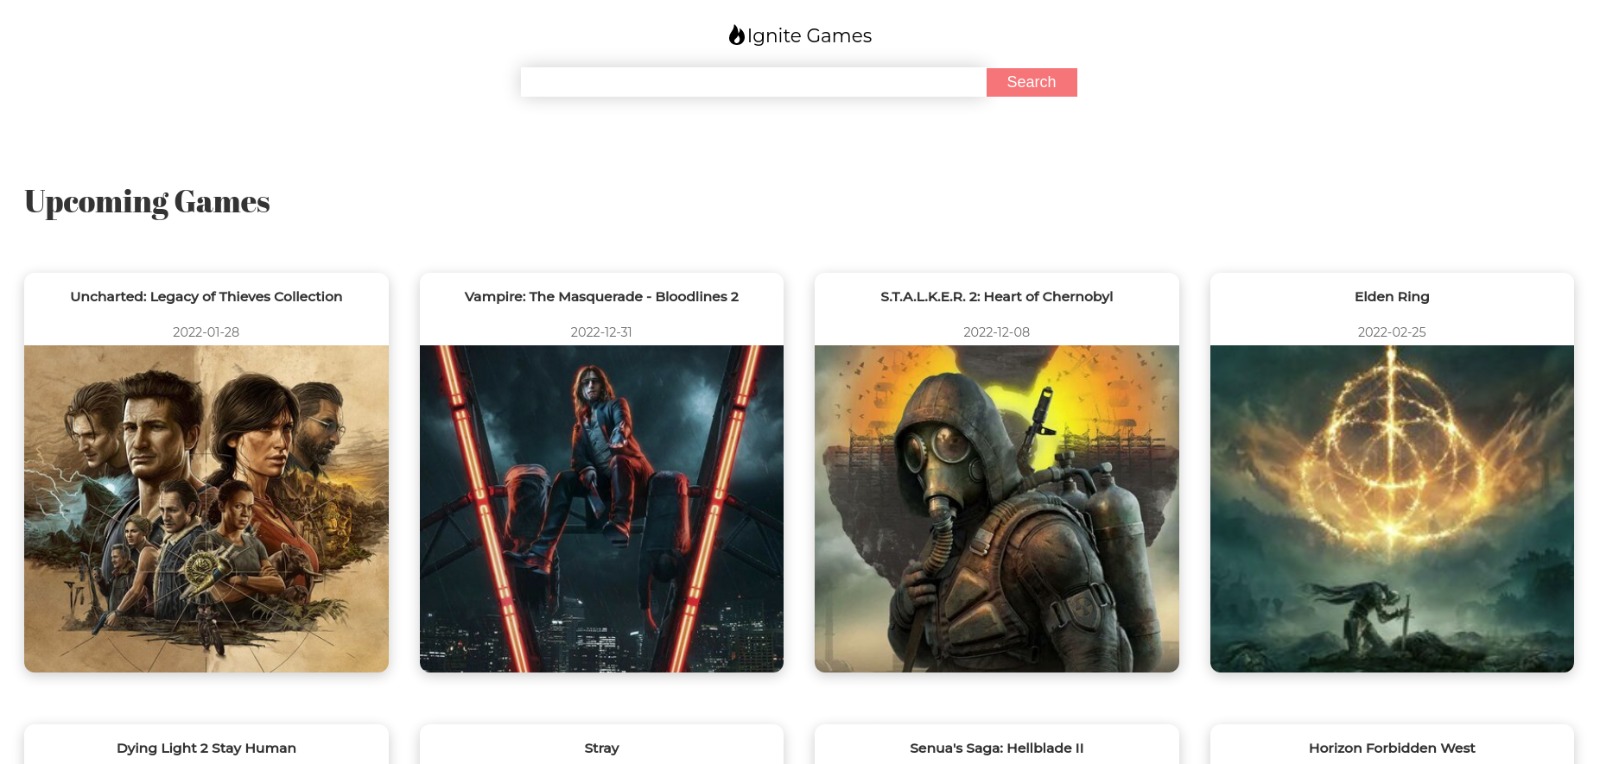 Ignite Games
Search
Upcoming Games
Uncharted: Legacy of Thieves Collection
2022-01-28
Vampire: The Masquerade - Bloodlines 2
2022-12-31
S.T.A.L.K.E.R. 2: Heart of Chernobyl
2022-12-08
Elden Ring
2022-02-25
Dying Light 2 Stay Human
Stray
Senua's Saga: Hellblade II
Horizon Forbidden West